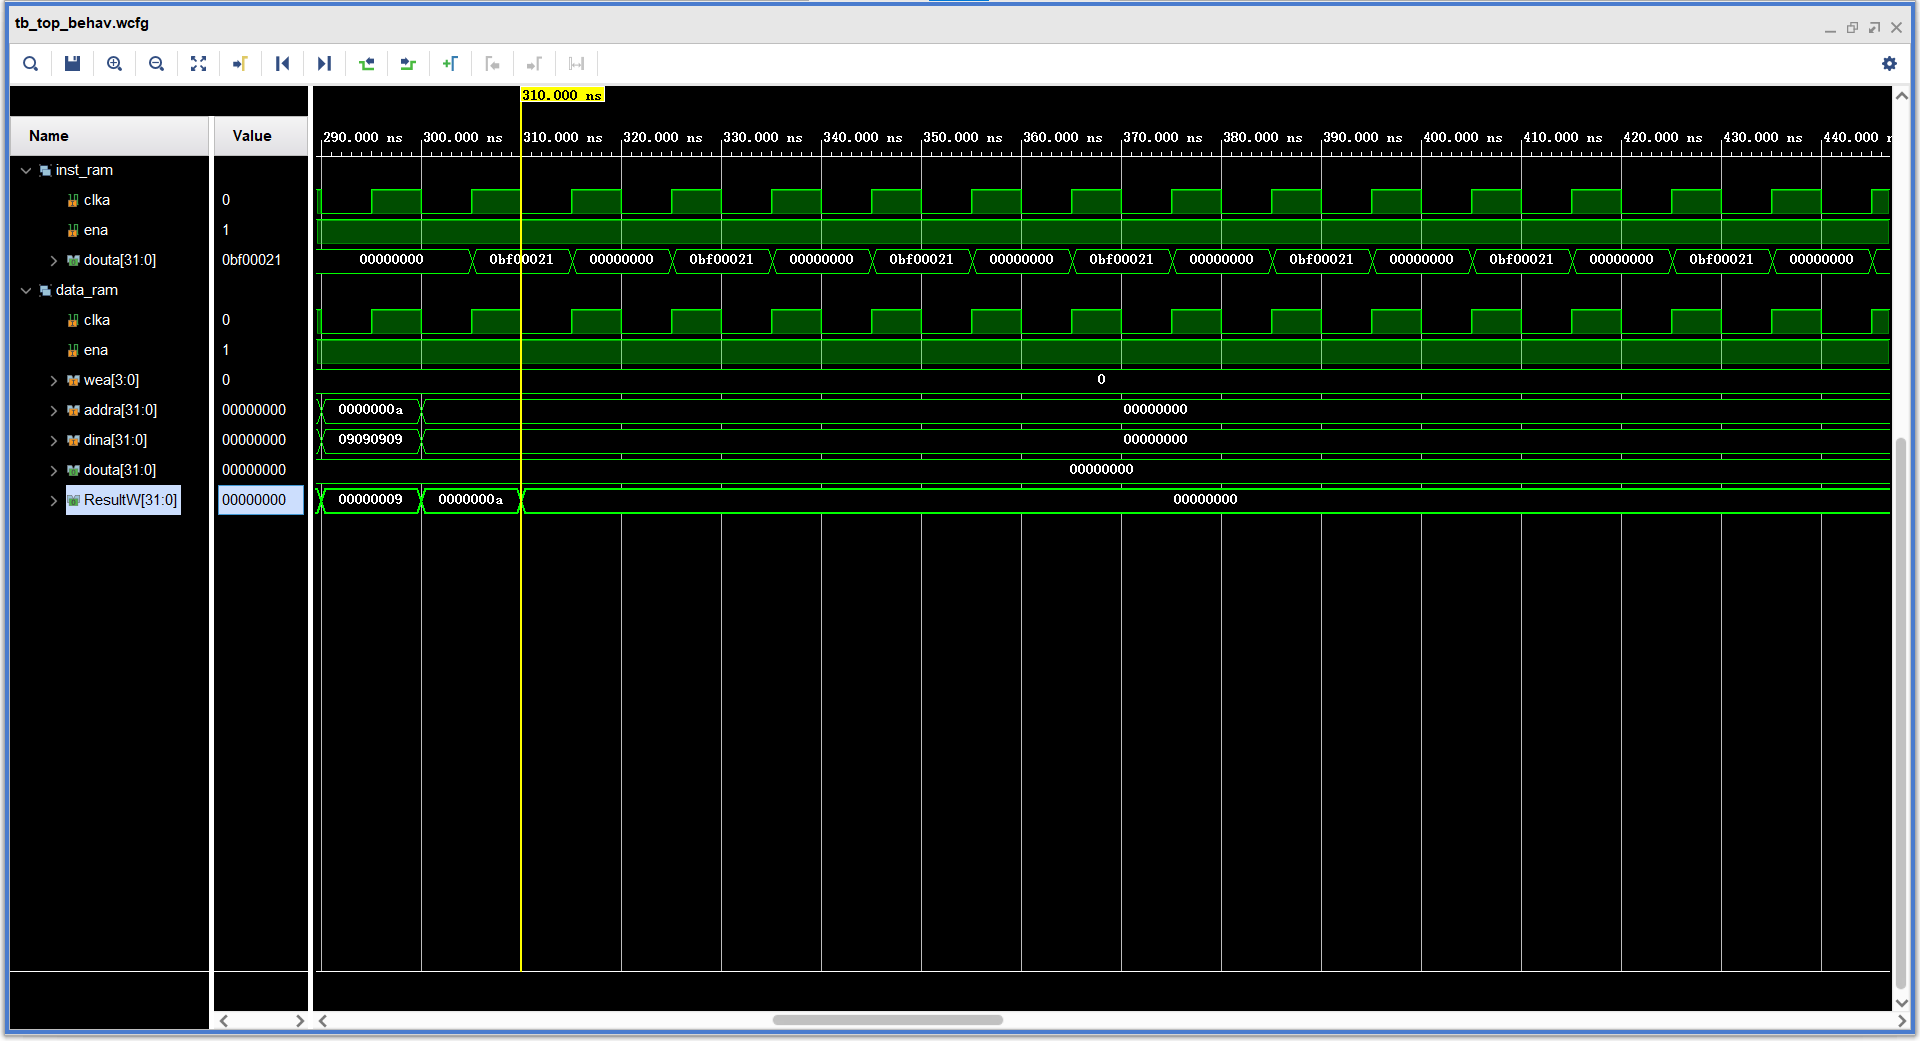 tb_top_behav.wcfg
310.000 ns
Name Value 290.000 ns 300.000 ns 310.000 ns 320.000 ns 330.000 ns 340.000 ns 350.000 ns 360.000 ns 370.000 ns 380.000 ns 390.000 ns 400.000 ns 410.000 ns 420.000 ns 430.000 ns 440.000
inst_ram
clka 0
ena 1
douta[31:0] 0bf00021 00000000 0bf00021 00000000 0bf00021 00000000 0bf00021 00000000 0bf00021 00000000 0bf00021 00000000 0bf00021 00000000 0bf00021 00000000
data_ram
clka 0
ena 1
wea[3:0] 0 0
addra[31:0] 00000000 0000000a 00000000
dina[31:0] 00000000 09090909 00000000
douta[31:0] 00000000 00000000
ResultW[31:0] 00000000 00000009 0000000a 00000000